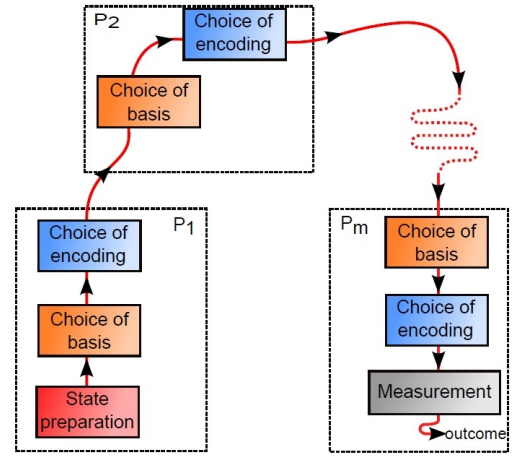 P2
Choice of
encoding
Choice of
basis
P1
Choice of
encoding
Choice of
basis
State
preparation
Pm
Choice of
basis
Choice of
encoding
Measurement
outcome